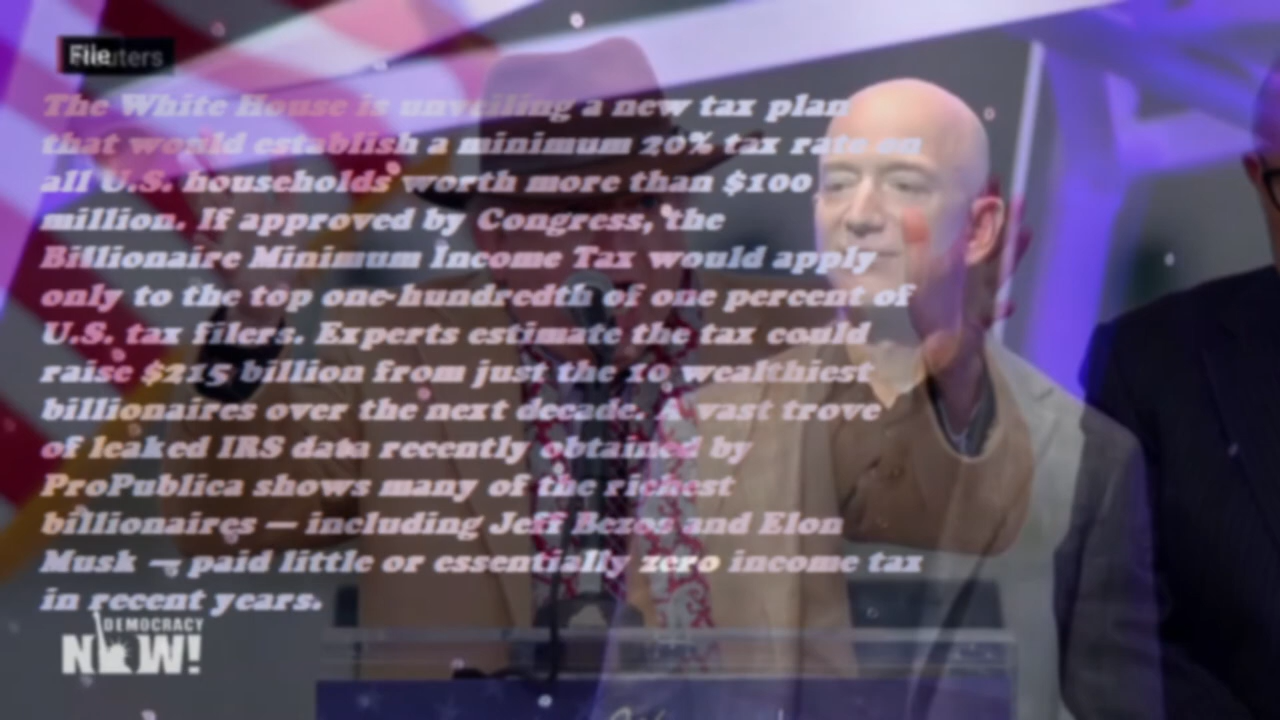 File
The White House is unveiling a new tax plan
that would establish a minimum 20% tax rate on
all U.S. households worth more than $100
million. If approved by Congress, the
Billionaire Minimum Income Tax would apply
only to the top one-hundredth of one percent of
U.S. tax filers. Experts estimate the tax could
raise $215 billion from just the 10 wealthiest
billionaires over the next decade. A vast trove
of leaked IRS data recently obtained by
ProPublica shows many of the richest
billionaires — including Jeff Bezos and Elon
Musk — paid little or essentially zero income tax
in recent years.
DEMOCRACY
NOW!